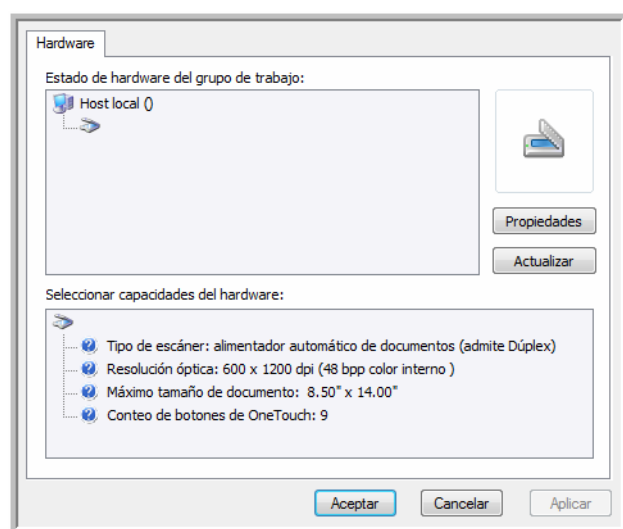 Hardware
Estado de hardware del grupo de trabajo:
Host local ()
Propiedades
Actualizar
Seleccionar capacidades del hardware:
Tipo de escáner: alimentador automático de documentos (admite Dúplex)
Resolución óptica: 600 x 1200 dpi (48 bpp color interno )
Máximo tamaño de documento: 8.50" x 14.00"
Conteo de botones de OneTouch: 9
Aceptar Cancelar Aplicar